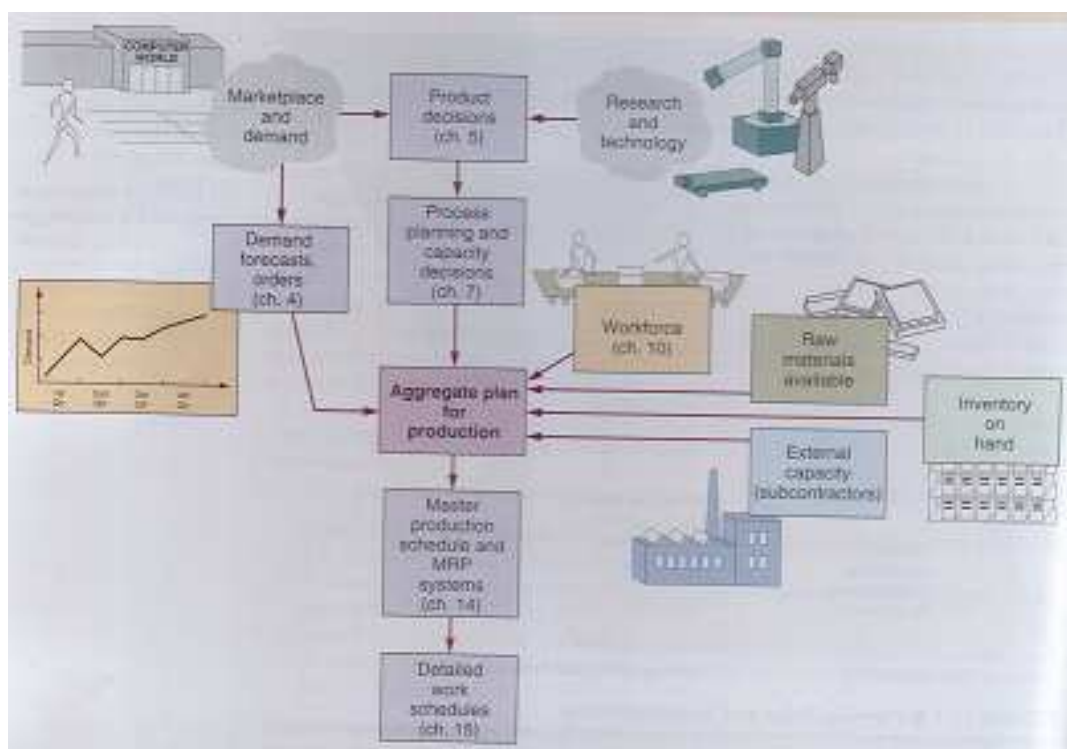 COMPUTER
WORLD
Marketplace
and
demand
Product
decisions
(ch. 5)
Research
and
technology
Demand
forecasts,
orders
(ch. 4)
Process
planning and
capacity
decisions
(ch. 7)
Workforce
(ch. 10)
Raw
materials
available
Demand
Aggregate plan
for
production
Inventory
on
hand
External
capacity
(subcontractors)
Master
production
schedule and
MRP
systems
(ch. 14)
Detailed
work
schedules
(ch. 15)